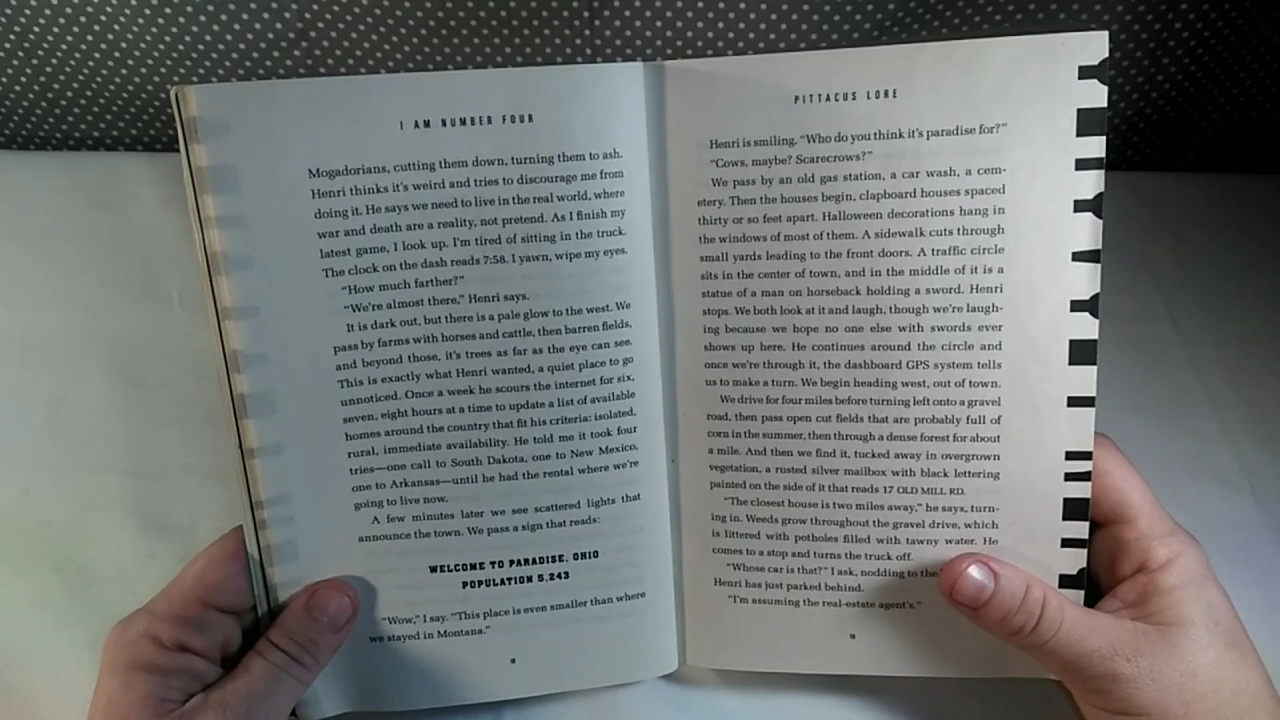 I AM NUMBER FOUR
Mogadorians, cutting them down, turning them to ash.
Henri thinks it's weird and tries to discourage me from
doing it. He says we need to live in the real world, where
war and death are a reality, not pretend. As I finish my
latest game, I look up. I'm tired of sitting in the truck.
The clock on the dash reads 7:58. I yawn, wipe my eyes.
"How much farther?"
"We're almost there," Henri says.
It is dark out, but there is a pale glow to the west. We
pass by farms with horses and cattle, then barren fields,
and beyond those, it's trees as far as the eye can see.
This is exactly what Henri wanted, a quiet place to go
unnoticed. Once a week he scours the internet for six,
seven, eight hours at a time to update a list of available
homes around the country that fit his criteria: isolated,
rural, immediate availability. He told me it took four
tries—one call to South Dakota, one to New Mexico,
one to Arkansas—until he had the rental where we're
going to live now.
A few minutes later we see scattered lights that
announce the town. We pass a sign that reads:
WELCOME TO PARADISE, OHIO
POPULATION 5,243
"Wow," I say. "This place is even smaller than where
we stayed in Montana."
PITTACUS LORE
Henri is smiling. "Who do you think it's paradise for?"
"Cows, maybe? Scarecrows?"
We pass by an old gas station, a car wash, a cem-
etery. Then the houses begin, clapboard houses spaced
thirty or so feet apart. Halloween decorations hang in
the windows of most of them. A sidewalk cuts through
small yards leading to the front doors. A traffic circle
sits in the center of town, and in the middle of it is a
statue of a man on horseback holding a sword. Henri
stops. We both look at it and laugh, though we're laugh-
ing because we hope no one else with swords ever
shows up here. He continues around the circle and
once we're through it, the dashboard GPS system tells
us to make a turn. We begin heading west, out of town.
We drive for four miles before turning left onto a gravel
road, then pass open cut fields that are probably full of
corn in the summer, then through a dense forest for about
a mile. And then we find it, tucked away in overgrown
vegetation, a rusted silver mailbox with black lettering
painted on the side of it that reads 17 OLD MILL RD.
"The closest house is two miles away," he says, turn-
ing in. Weeds grow throughout the gravel drive, which
is littered with potholes filled with tawny water. He
comes to a stop and turns the truck off.
"Whose car is that?" I ask, nodding to the
Henri has just parked behind.
"I'm assuming the real-estate agent's."